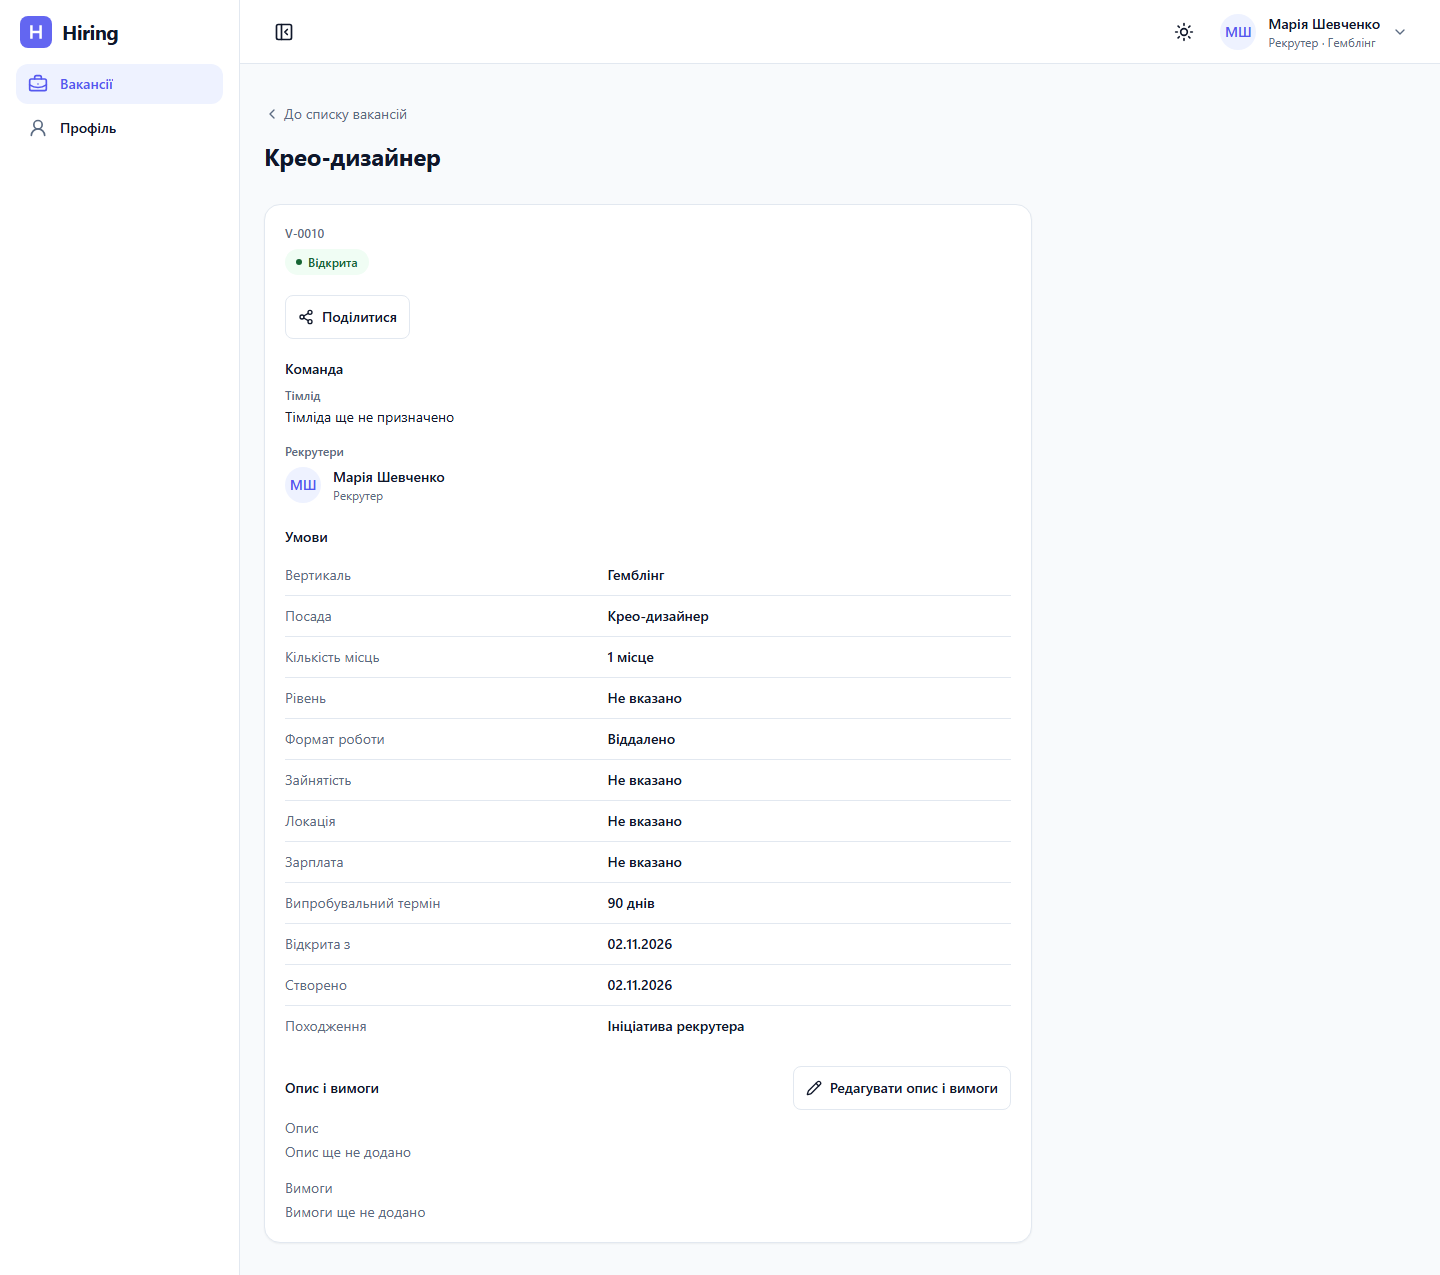 H Hiring
Вакансії
Профіль
МШ
Марія Шевченко
Рекрутер · Гемблінг
До списку вакансій
Крео-дизайнер
V-0010
Відкрита
Поділитися
Команда
Тімлід
Тімліда ще не призначено
Рекрутери
МШ
Марія Шевченко
Рекрутер
Умови
Вертикаль Гемблінг
Посада Крео-дизайнер
Кількість місць 1 місце
Рівень Не вказано
Формат роботи Віддалено
Зайнятість Не вказано
Локація Не вказано
Зарплата Не вказано
Випробувальний термін 90 днів
Відкрита з 02.11.2026
Створено 02.11.2026
Походження Ініціатива рекрутера
Опис і вимоги Редагувати опис і вимоги
Опис
Опис ще не додано
Вимоги
Вимоги ще не додано